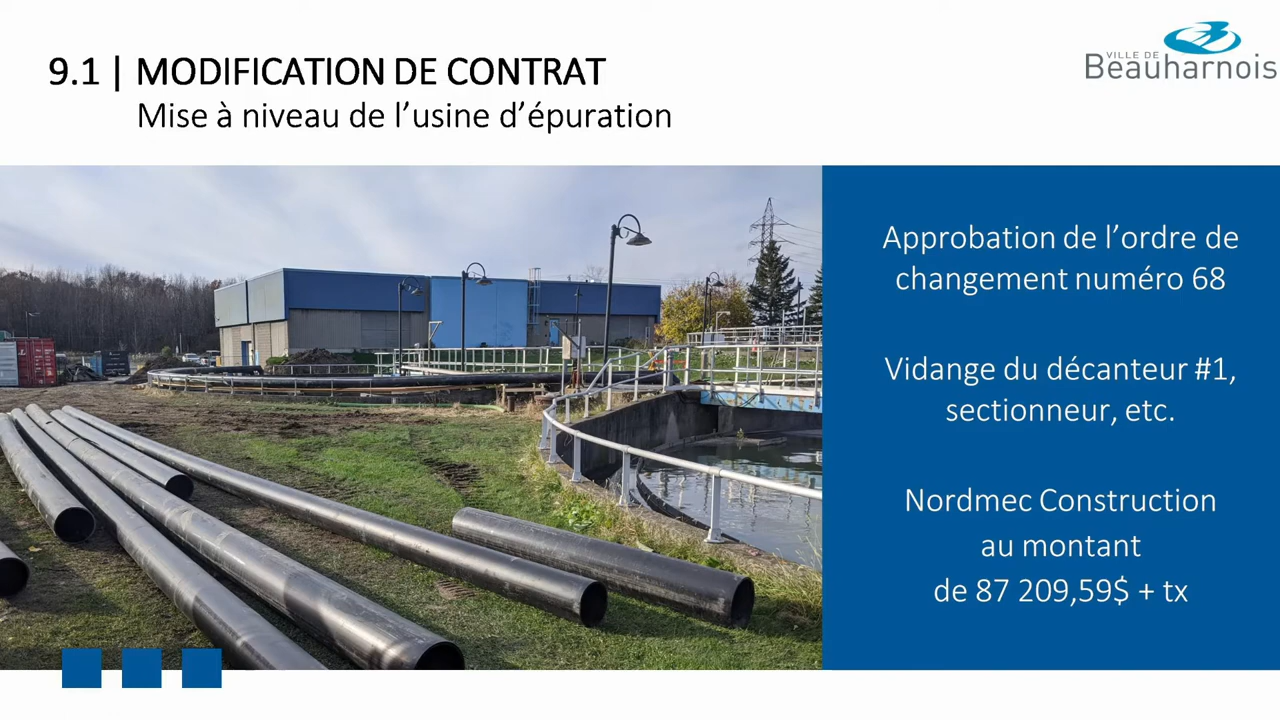 9.1 | MODIFICATION DE CONTRAT
Mise à niveau de l’usine d’épuration
VILLE DE
Beauharnois
Approbation de l’ordre de
changement numéro 68
Vidange du décanteur #1,
sectionneur, etc.
Nordmec Construction
au montant
de 87 209,59$ + tx